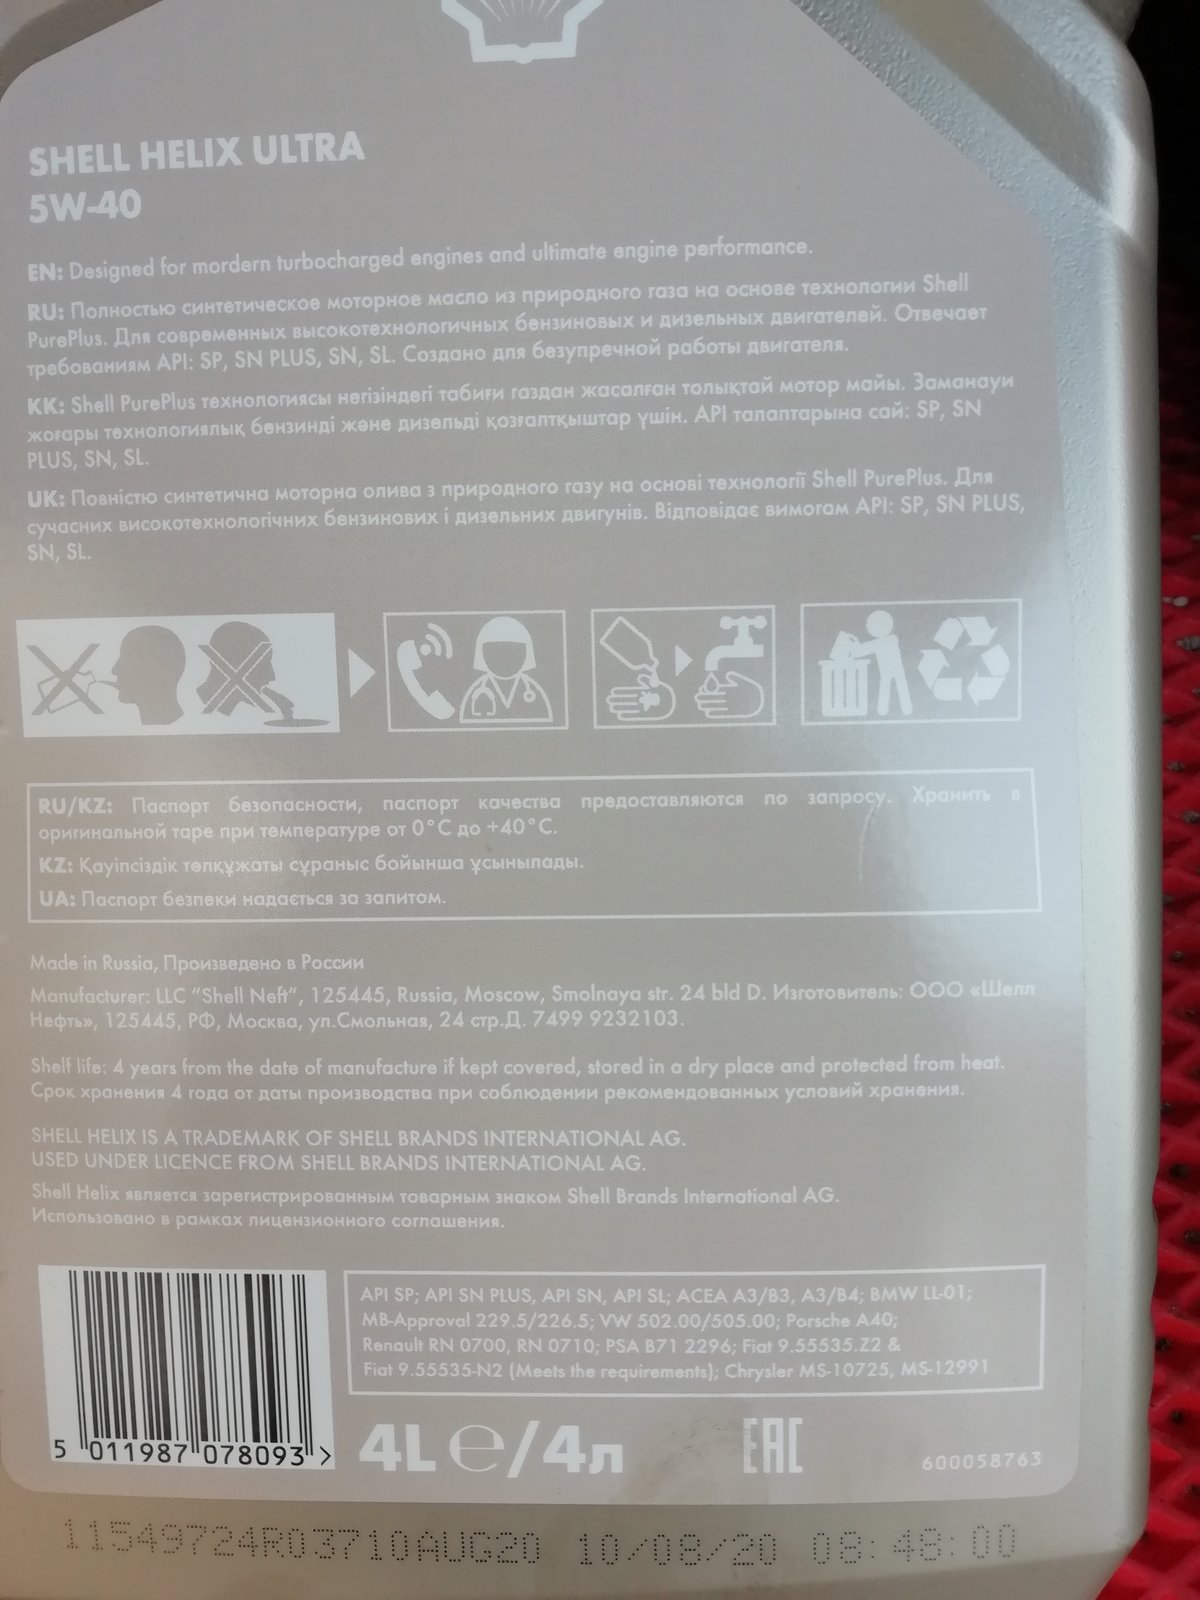 SHELL HELIX ULTRA
5W-40
EN: Designed for mordern turbocharged engines and ultimate engine performance.
RU: Полностью синтетическое моторное масло из природного газа на основе технологии Shell
PurePlus. Для современных высокотехнологичных бензиновых и дизельных двигателей. Отвечает
требованиям API: SP, SN PLUS, SN, SL. Создано для безупречной работы двигателя.
KK: Shell PurePlus технологиясы негізіндегі табиғи газдан жасалған толықтай мотор майы. Заманауи
жоғары технологиялық бензинді және дизельді қозғалтқыштар үшін. API талаптарына сай: SP, SN
PLUS, SN, SL.
UK: Повністю синтетична моторна олива з природного газу на основі технології Shell PurePlus. Для
сучасних високотехнологічних бензинових і дизельних двигунів. Відповідає вимогам API: SP, SN PLUS,
SN, SL.
RU/KZ: Паспорт безопасности, паспорт качества предоставляются по запросу. Хранить в
оригинальной таре при температуре от 0°С до +40°С.
KZ: Қауіпсіздік төлқұжаты сұраныс бойынша ұсынылады.
UA: Паспорт безпеки надається за запитом.
Made in Russia, Произведено в России
Manufacturer: LLC "Shell Neft", 125445, Russia, Moscow, Smolnaya str. 24 bld D. Изготовитель: ООО «Шелл
Нефть», 125445, РФ, Москва, ул.Смольная, 24 стр.Д. 7499 9232103.
Shelf life: 4 years from the date of manufacture if kept covered, stored in a dry place and protected from heat.
Срок хранения 4 года от даты производства при соблюдении рекомендованных условий хранения.
SHELL HELIX IS A TRADEMARK OF SHELL BRANDS INTERNATIONAL AG.
USED UNDER LICENCE FROM SHELL BRANDS INTERNATIONAL AG.
Shell Helix является зарегистрированным товарным знаком Shell Brands International AG.
Использовано в рамках лицензионного соглашения.
API SP; API SN PLUS, API SN, API SL; ACEA A3/B3, A3/B4; BMW LL-01;
MB-Approval 229.5/226.5; VW 502.00/505.00; Porsche A40;
Renault RN 0700, RN 0710; PSA B71 2296; Fiat 9.55535.Z2 &
Fiat 9.55535-N2 (Meets the requirements); Chrysler MS-10725, MS-12991
5 011987 078093 >
4L ℮/4л
EAC
600058763
11549724R03710AUG20 10/08/20 08:48:00